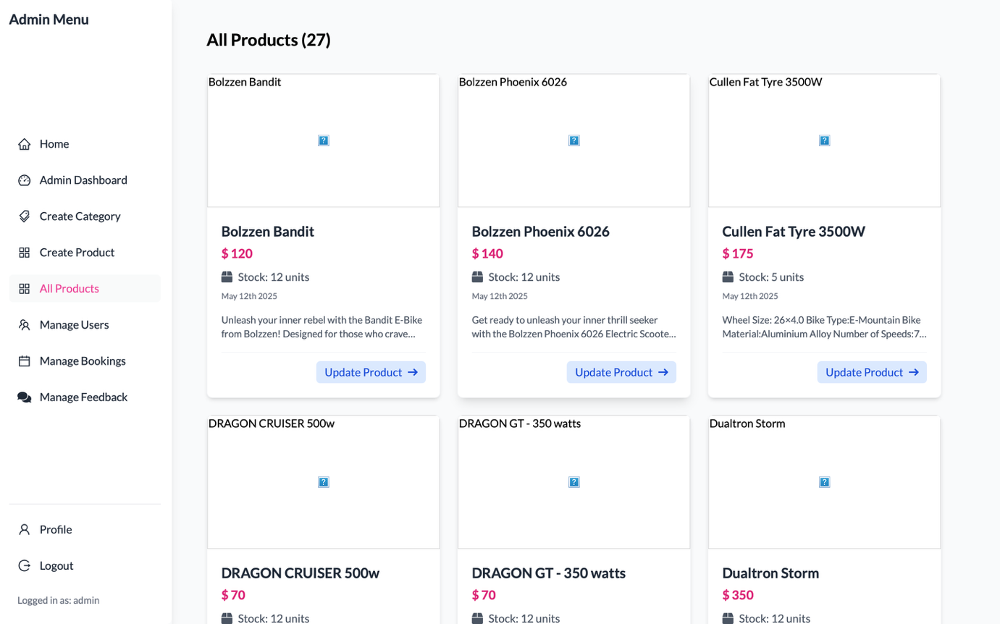 Admin Menu
Home
Admin Dashboard
Create Category
Create Product
All Products
Manage Users
Manage Bookings
Manage Feedback
Profile
Logout
Logged in as: admin
All Products (27)
Bolzzen Bandit
Bolzzen Bandit
$ 120
Stock: 12 units
May 12th 2025
Unleash your inner rebel with the Bandit E-Bike
from Bolzzen! Designed for those who crave...
Update Product
Bolzzen Phoenix 6026
Bolzzen Phoenix 6026
$ 140
Stock: 12 units
May 12th 2025
Get ready to unleash your inner thrill seeker
with the Bolzzen Phoenix 6026 Electric Scoote...
Update Product
Cullen Fat Tyre 3500W
Cullen Fat Tyre 3500W
$ 175
Stock: 5 units
May 12th 2025
Wheel Size: 26×4.0 Bike Type:E-Mountain Bike
Material:Aluminium Alloy Number of Speeds:7...
Update Product
DRAGON CRUISER 500w
DRAGON CRUISER 500w
$ 70
Stock: 12 units
DRAGON GT - 350 watts
DRAGON GT - 350 watts
$ 70
Stock: 12 units
Dualtron Storm
Dualtron Storm
$ 350
Stock: 12 units